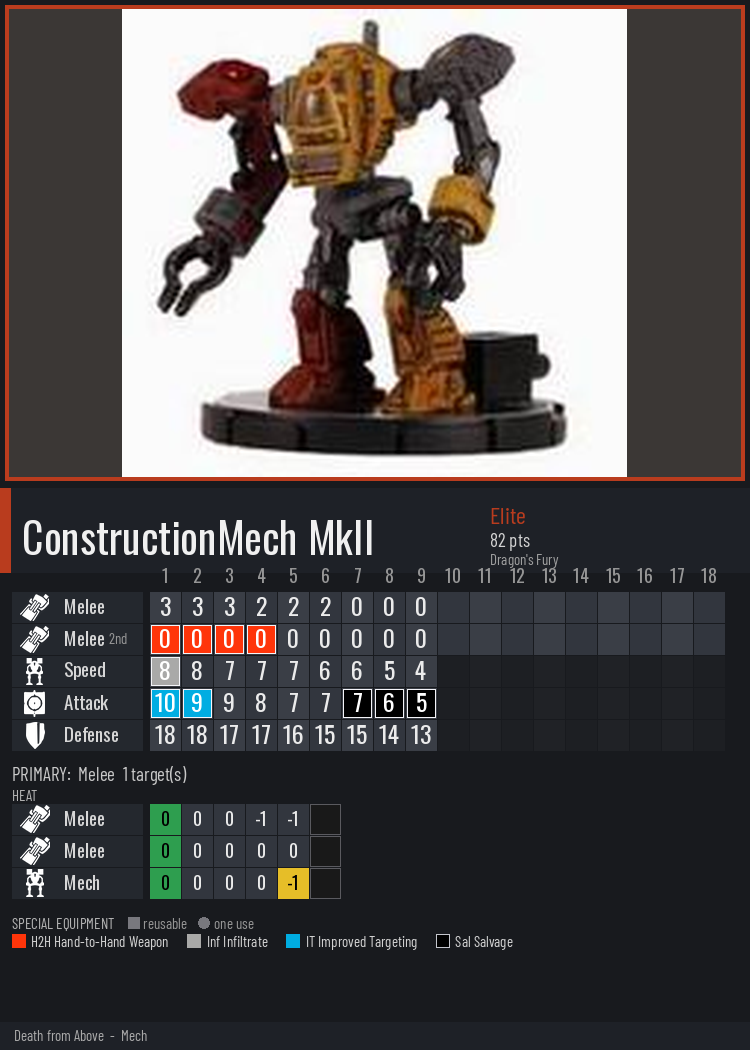 ConstructionMech MkII
Elite
82 pts
Dragon's Fury
1 2 3 4 5 6 7 8 9 10 11 12 13 14 15 16 17 18
Melee 3 3 3 2 2 2 0 0 0
Melee 2nd 0 0 0 0 0 0 0 0 0
Speed 8 8 7 7 7 6 6 5 4
Attack 10 9 9 8 7 7 7 6 5
Defense 18 18 17 17 16 15 15 14 13
PRIMARY: Melee 1 target(s)
HEAT
Melee 0 0 0 -1 -1
Melee 0 0 0 0 0
Mech 0 0 0 0 -1
SPECIAL EQUIPMENT reusable one use
H2H Hand-to-Hand Weapon Inf Infiltrate IT Improved Targeting Sal Salvage
Death from Above - Mech